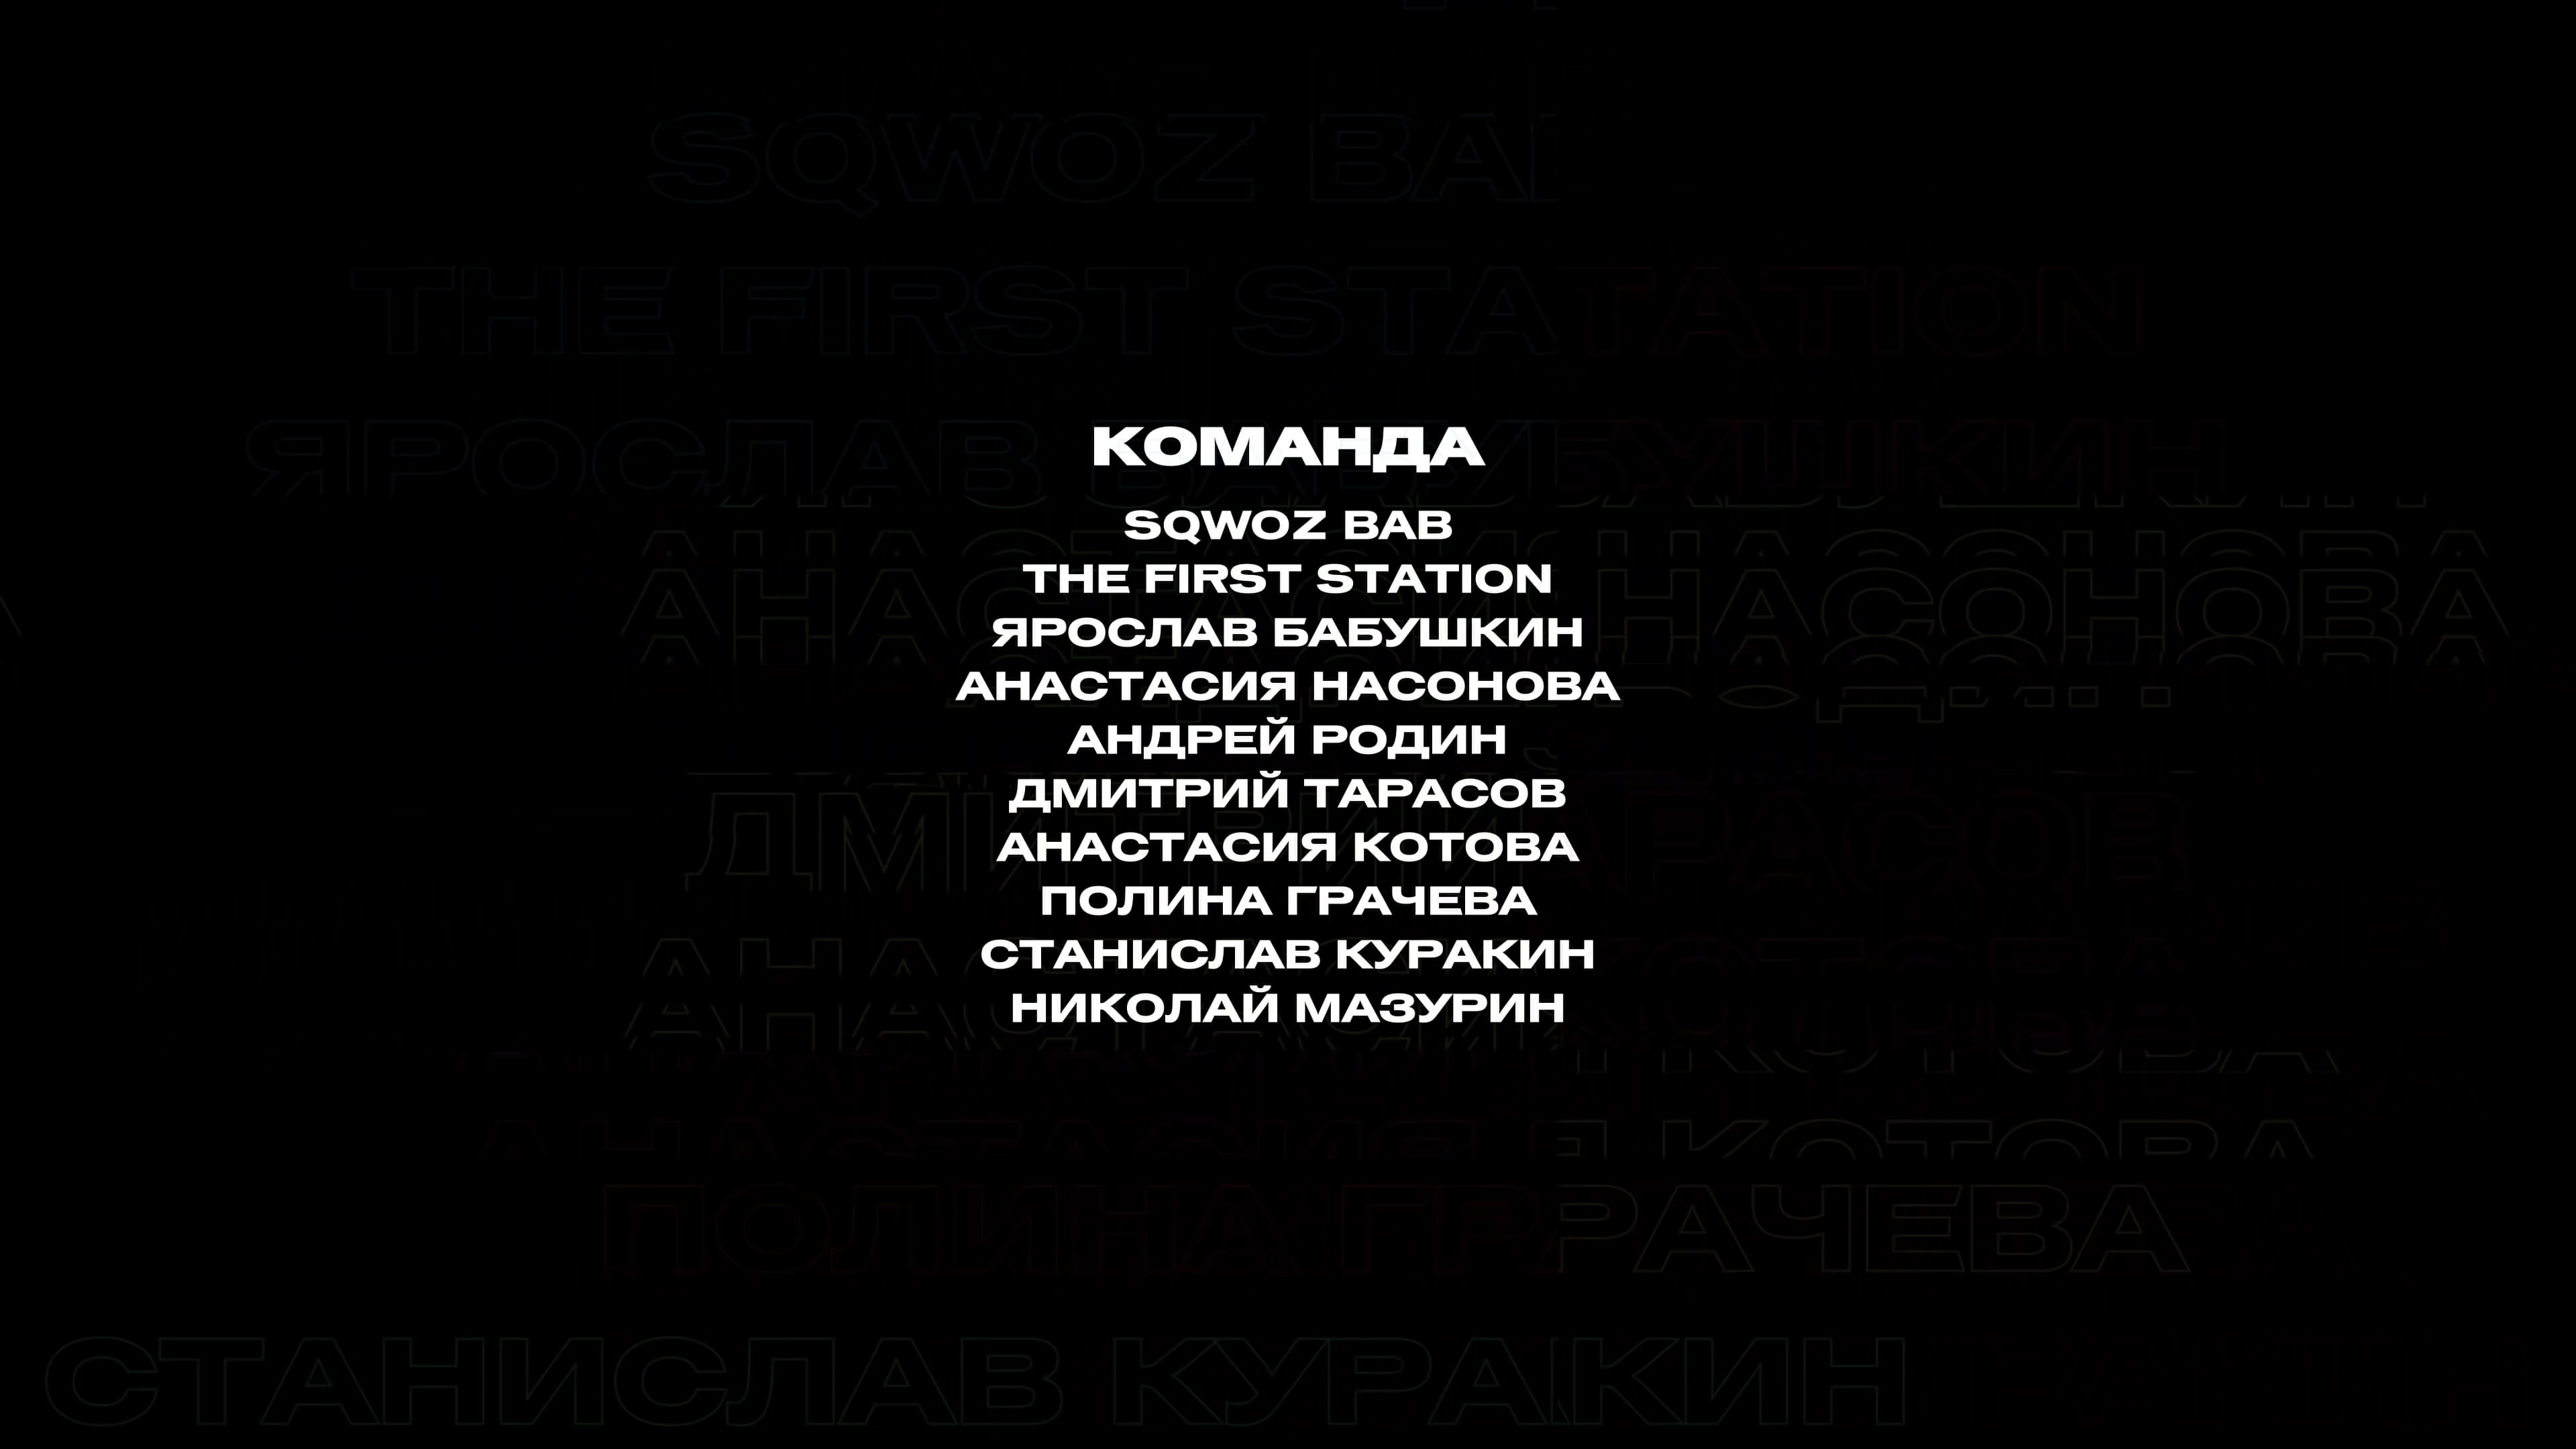 КОМАНДА
SQWOZ BAB
THE FIRST STATION
ЯРОСЛАВ БАБУШКИН
АНАСТАСИЯ НАСОНОВА
АНДРЕЙ РОДИН
ДМИТРИЙ ТАРАСОВ
АНАСТАСИЯ КОТОВА
ПОЛИНА ГРАЧЕВА
СТАНИСЛАВ КУРАКИН
НИКОЛАЙ МАЗУРИН